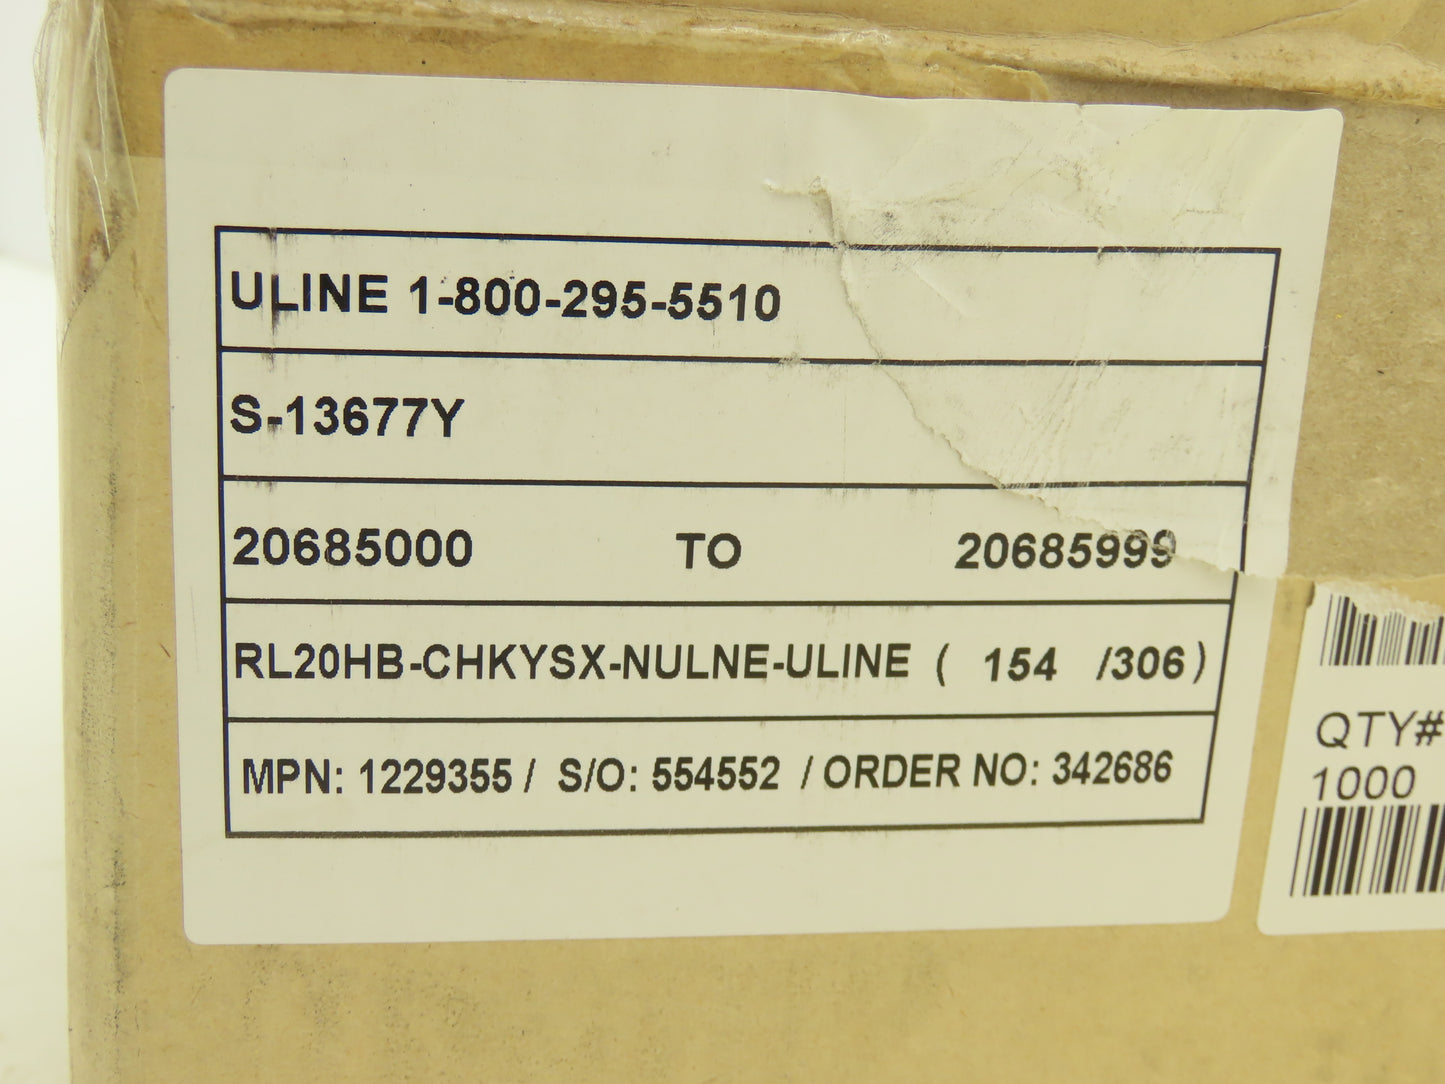 ULINE 1-800-295-5510
S-13677Y
20685000 TO 20685999
RL20HB-CHKYSX-NULNE-ULINE ( 154 /306)
MPN: 1229355 / S/O: 554552 / ORDER NO: 342686
QTY#
1000